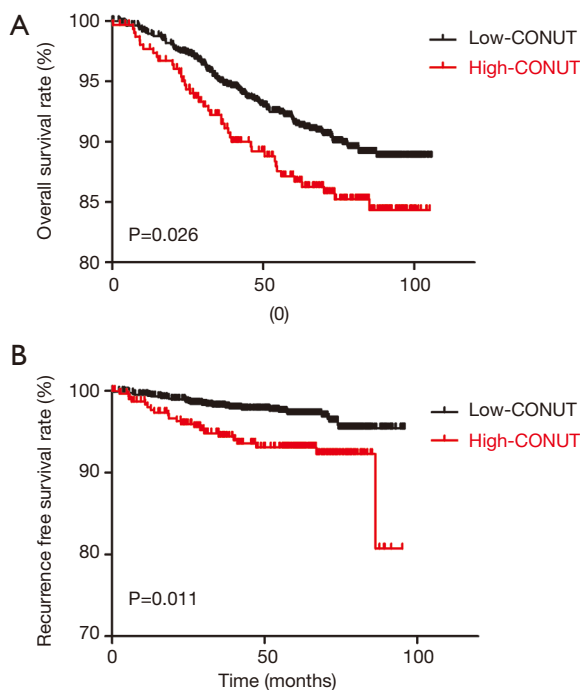 A
Overall survival rate (%)
100
95
90
85
80
0
50
100
(0)
P=0.026
Low-CONUT
High-CONUT
B
Recurrence free survival rate (%)
100
90
80
70
0
50
100
Time (months)
P=0.011
Low-CONUT
High-CONUT